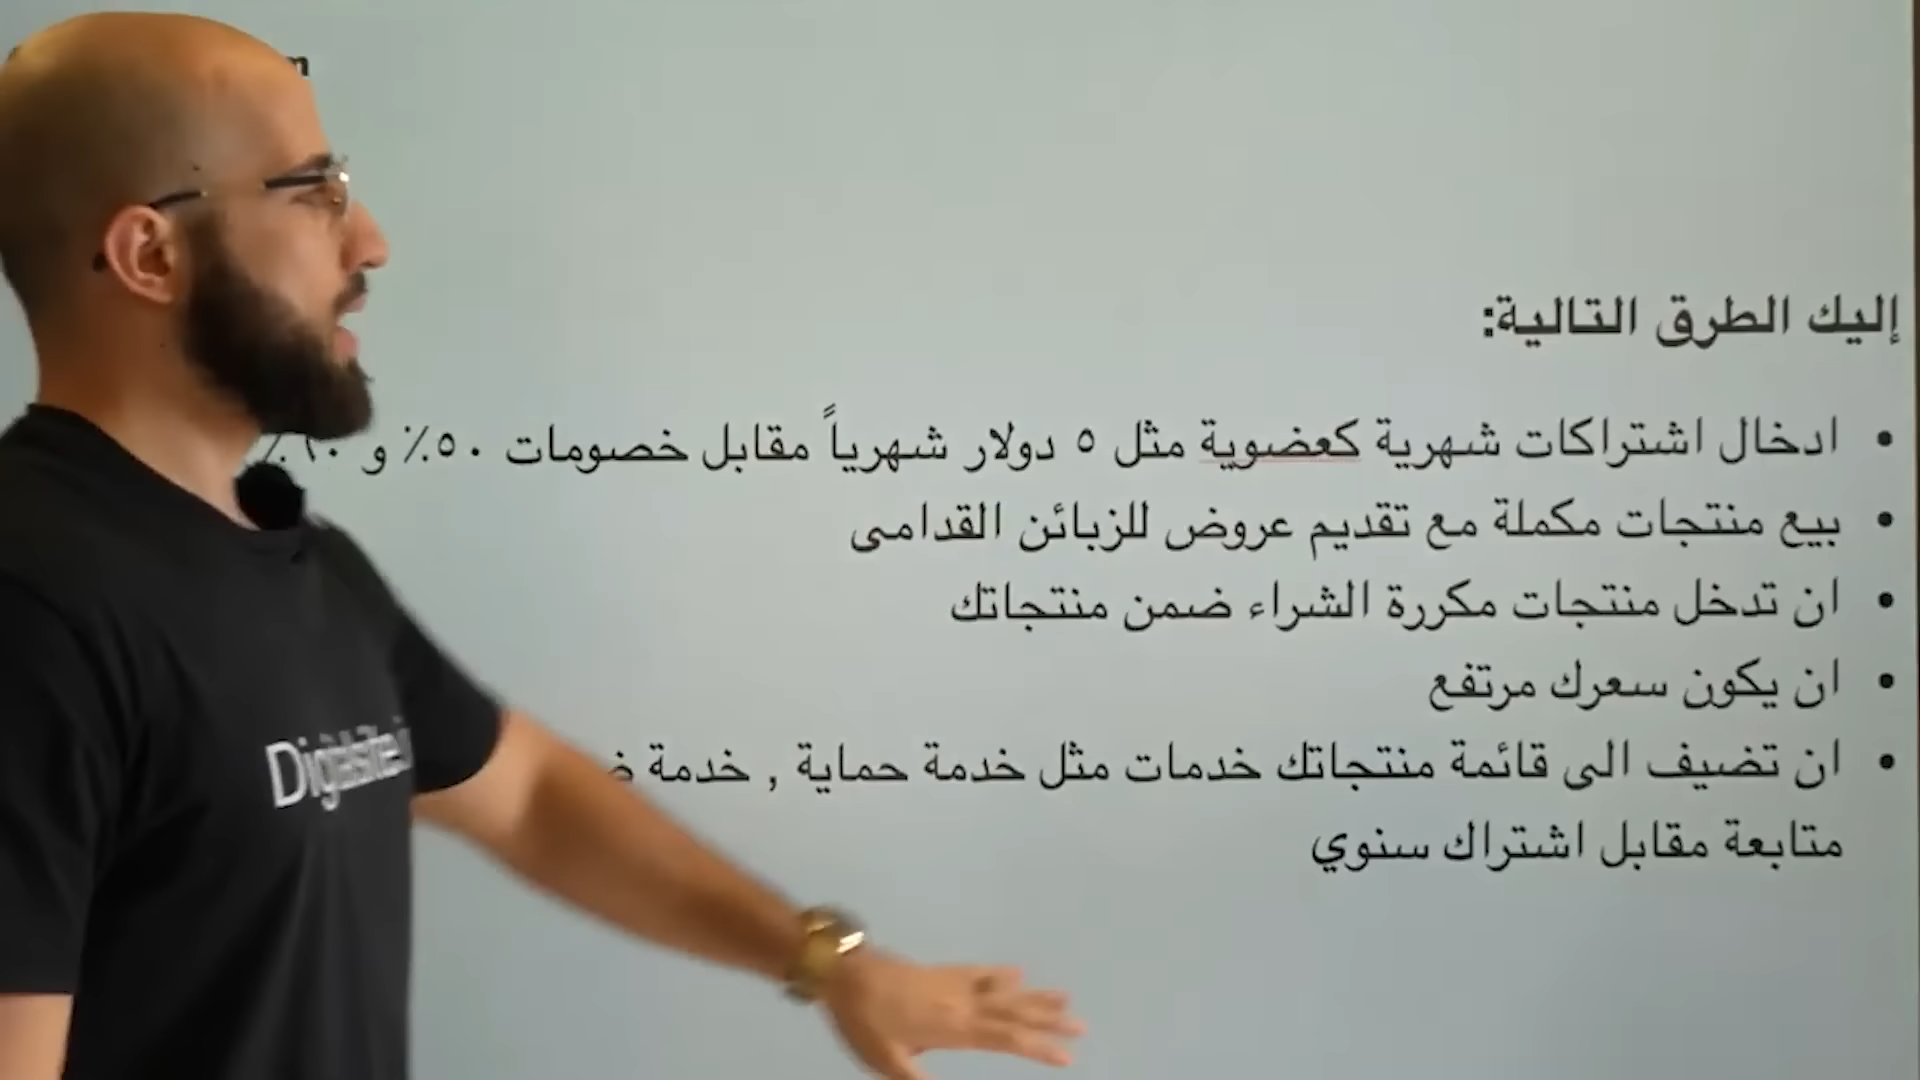 إليك الطرق التالية:
• ادخال اشتراكات شهرية كعضوية مثل ٥ دولار شهرياً مقابل خصومات ٥٠٪ و
• بيع منتجات مكملة مع تقديم عروض للزبائن القدامى
• ان تدخل منتجات مكررة الشراء ضمن منتجاتك
• ان يكون سعرك مرتفع
• ان تضيف الى قائمة منتجاتك خدمات مثل خدمة حماية , خدمة
متابعة مقابل اشتراك سنوي